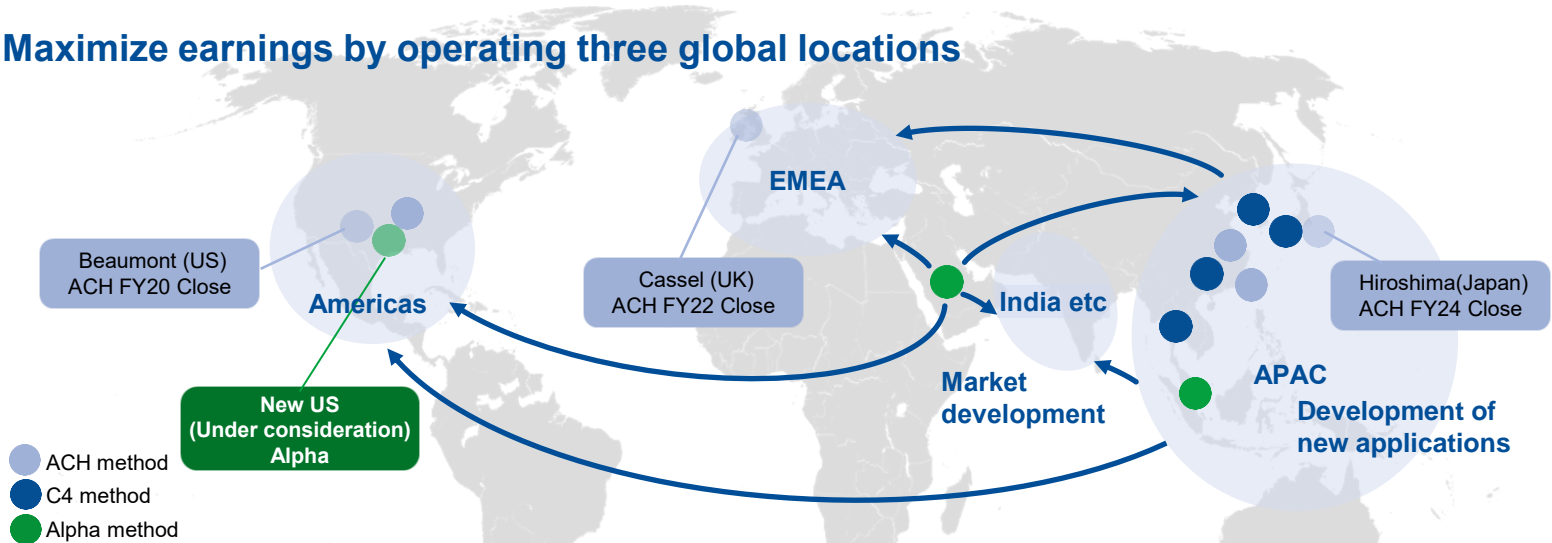 Maximize earnings by operating three global locations
EMEA
Beaumont (US)
ACH FY20 Close
Americas
Cassel (UK)
ACH FY22 Close
India etc
Hiroshima(Japan)
ACH FY24 Close
Market
development
APAC
Development of
new applications
New US
(Under consideration)
Alpha
ACH method
C4 method
Alpha method